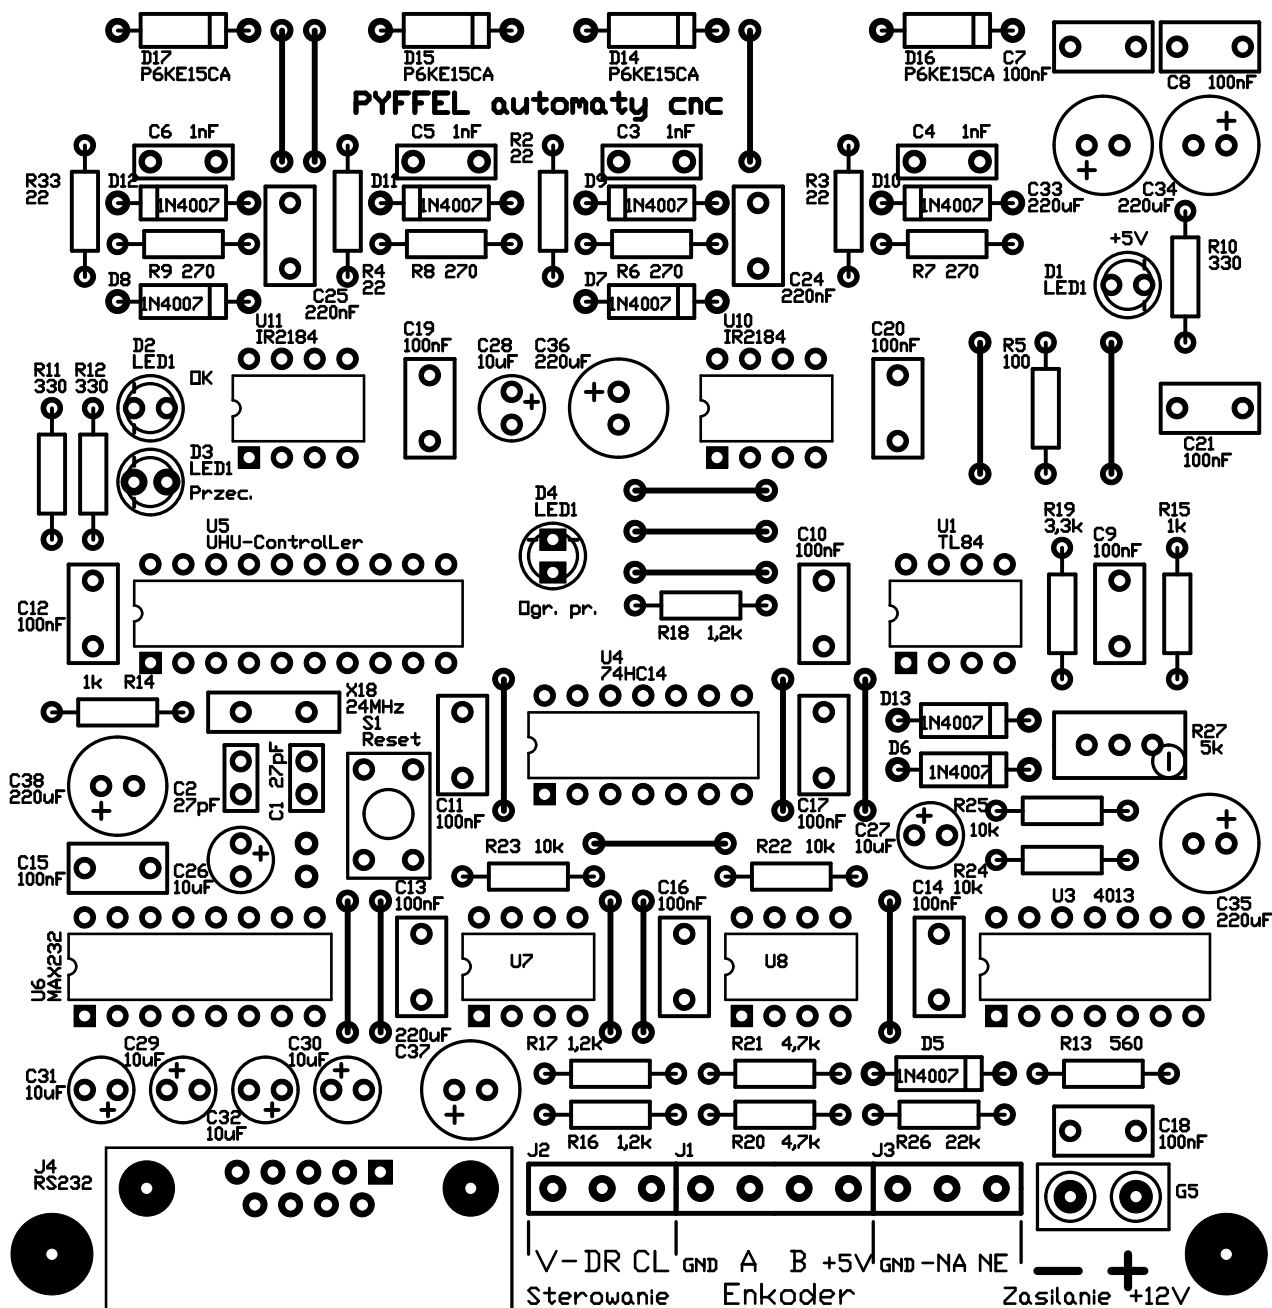 D17
P6KE15CA
D15
P6KE15CA
D14
P6KE15CA
D16
P6KE15CA
C7
100nF
C8 100nF
PYFFEL automaty cnc
C6 1nF
C5 1nF
R2
22
C3 1nF
C4 1nF
R33
22
D12
1N4007
D11
1N4007
D9
1N4007
R3
22
D10
1N4007
C33
220uF
C34
220uF
R9 270
R4
22
R8 270
R6 270
R7 270
+5V
R10
330
D8
1N4007
C25
220nF
D7
1N4007
C24
220nF
D1
LED1
U11
IR2184
C19
100nF
C28
10uF
C36
220uF
U10
IR2184
C20
100nF
R5
100
R11
330
R12
330
D2
LED1
OK
D3
LED1
Przec.
C21
100nF
D4
LED1
Ogr. pr.
U5
UHU-ControlLer
C10
100nF
U1
TL84
R19
3,3k
C9
100nF
R15
1k
C12
100nF
R18 1,2k
1k R14
U4
74HC14
X18
24MHz
S1
Reset
D13
1N4007
D6
1N4007
R27
5k
C38
220uF
C2
27pF
C1 27pF
C11
100nF
C17
100nF
C27
10uF
R25
10k
R24
10k
C15
100nF
C26
10uF
R23 10k
R22 10k
C13
100nF
C16
100nF
C14
100nF
U3 4013
C35
220uF
U6
MAX232
U7
U8
C29
10uF
C30
10uF
220uF
C37
R17 1,2k
R21 4,7k
D5
1N4007
R13 560
C31
10uF
C32
10uF
R16 1,2k
R20 4,7k
R26 22k
C18
100nF
J4
RS232
J2
J1
J3
G5
V- DR CL GND A B +5V GND -NA NE
Sterowanie Enkoder Zasilanie +12V